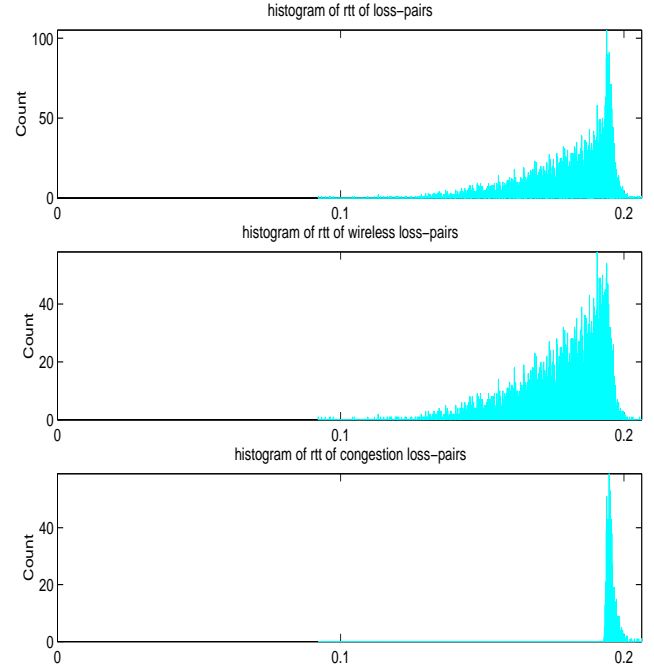 histogram of rtt of loss−pairs
100
50
0
Count
0 0.1 0.2
histogram of rtt of wireless loss−pairs
40
20
0
Count
0 0.1 0.2
histogram of rtt of congestion loss−pairs
40
20
0
Count
0 0.1 0.2